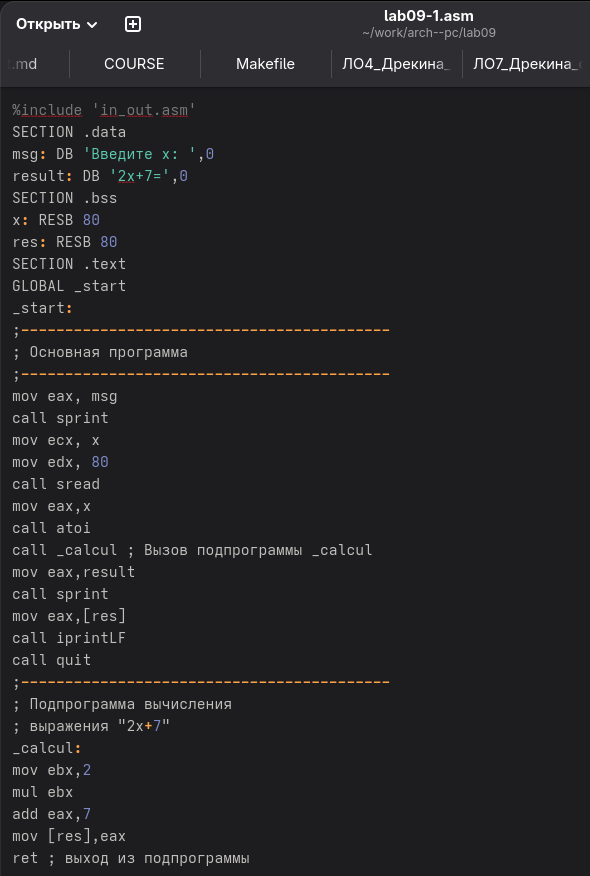 Открыть
lab09-1.asm
~/work/arch--pc/lab09
.md
COURSE
Makefile
ЛО4_Дрекина_
ЛО7_Дрекина_
%include 'in_out.asm'
SECTION .data
msg: DB 'Введите x: ',0
result: DB '2x+7=',0
SECTION .bss
x: RESB 80
res: RESB 80
SECTION .text
GLOBAL _start
_start:
;------------------------------------------
; Основная программа
;------------------------------------------
mov eax, msg
call sprint
mov ecx, x
mov edx, 80
call sread
mov eax,x
call atoi
call _calcul ; Вызов подпрограммы _calcul
mov eax,result
call sprint
mov eax,[res]
call iprintLF
call quit
;------------------------------------------
; Подпрограмма вычисления
; выражения "2x+7"
_calcul:
mov ebx,2
mul ebx
add eax,7
mov [res],eax
ret ; выход из подпрограммы